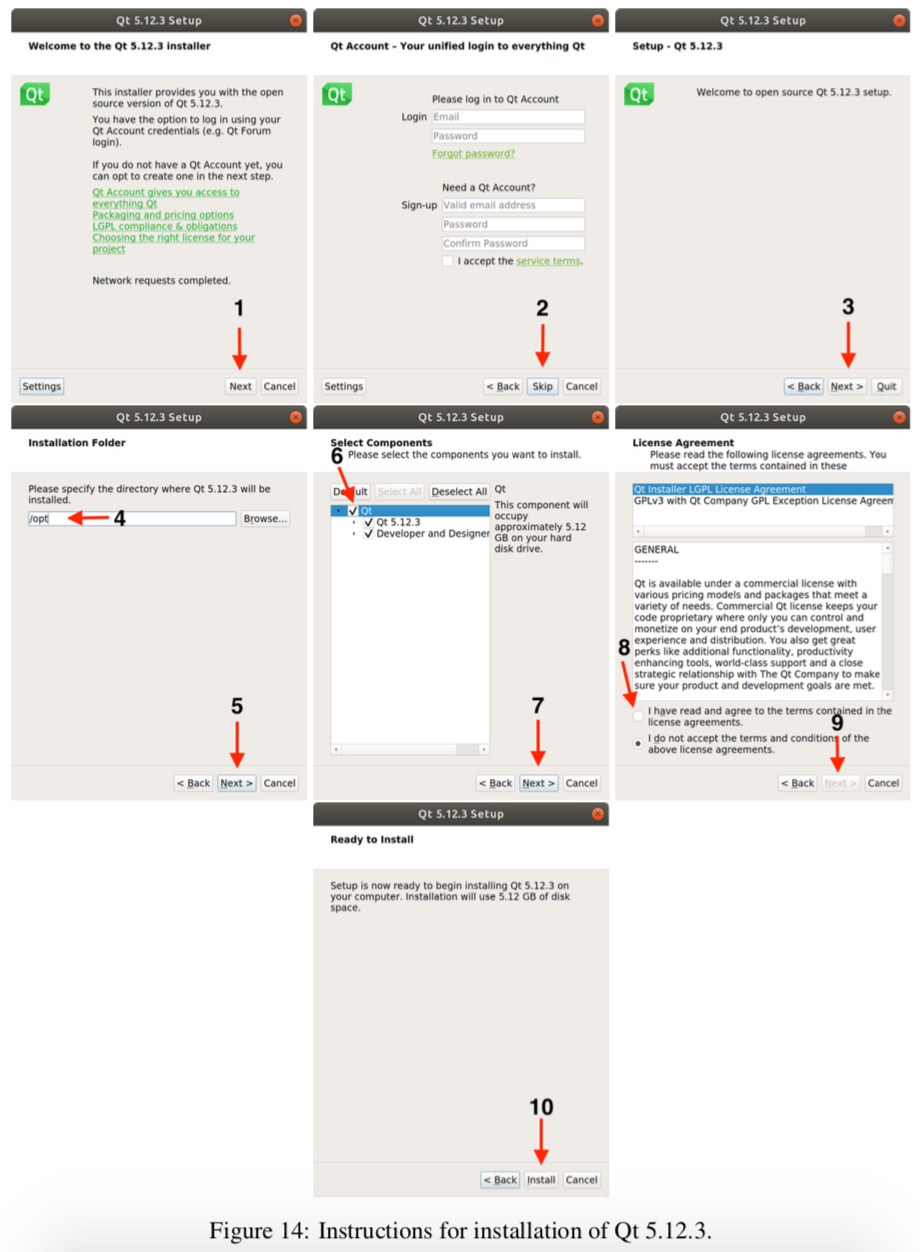 Qt 5.12.3 Setup
Welcome to the Qt 5.12.3 installer
Qt
This installer provides you with the open
source version of Qt 5.12.3.
You have the option to log in using your
Qt Account credentials (e.g. Qt Forum
login).
If you do not have a Qt Account yet, you
can opt to create one in the next step.
Qt Account gives you access to
everything Qt
Packaging and pricing options
LGPL compliance & obligations
Choosing the right license for your
project
Network requests completed.
1
Settings
Next
Cancel
Qt 5.12.3 Setup
Qt Account - Your unified login to everything Qt
Qt
Please log in to Qt Account
Login Email
Password
Forgot password?
Need a Qt Account?
Sign-up Valid email address
Password
Confirm Password
I accept the service terms.
2
Settings
< Back
Skip
Cancel
Qt 5.12.3 Setup
Setup - Qt 5.12.3
Qt
Welcome to open source Qt 5.12.3 setup.
3
< Back
Next >
Quit
Qt 5.12.3 Setup
Installation Folder
Please specify the directory where Qt 5.12.3 will be
installed.
/opt
4
Browse...
5
< Back
Next >
Cancel
Qt 5.12.3 Setup
Select Components
6
Please select the components you want to install.
Select All
Deselect All
Qt
Qt 5.12.3
Developer and Designer
Qt
This component will
occupy
approximately 5.12
GB on your hard
disk drive.
7
< Back
Next >
Cancel
Qt 5.12.3 Setup
License Agreement
Please read the following license agreements. You
must accept the terms contained in these
Qt Installer LGPL License Agreement
GPLv3 with Qt Company GPL Exception License Agreem
GENERAL
-------
Qt is available under a commercial license with
various pricing models and packages that meet a
variety of needs. Commercial Qt license keeps your
code proprietary where only you can control and
monetize on your end product's development, user
experience and distribution. You also get great
perks like additional functionality, productivity
enhancing tools, world-class support and a close
strategic relationship with The Qt Company to make
sure your product and development goals are met.
8
I have read and agree to the terms contained in the
license agreements.
9
I do not accept the terms and conditions of the
above license agreements.
< Back
Next >
Cancel
Qt 5.12.3 Setup
Ready to Install
Setup is now ready to begin installing Qt 5.12.3 on
your computer. Installation will use 5.12 GB of disk
space.
10
< Back
Install
Cancel
Figure 14: Instructions for installation of Qt 5.12.3.